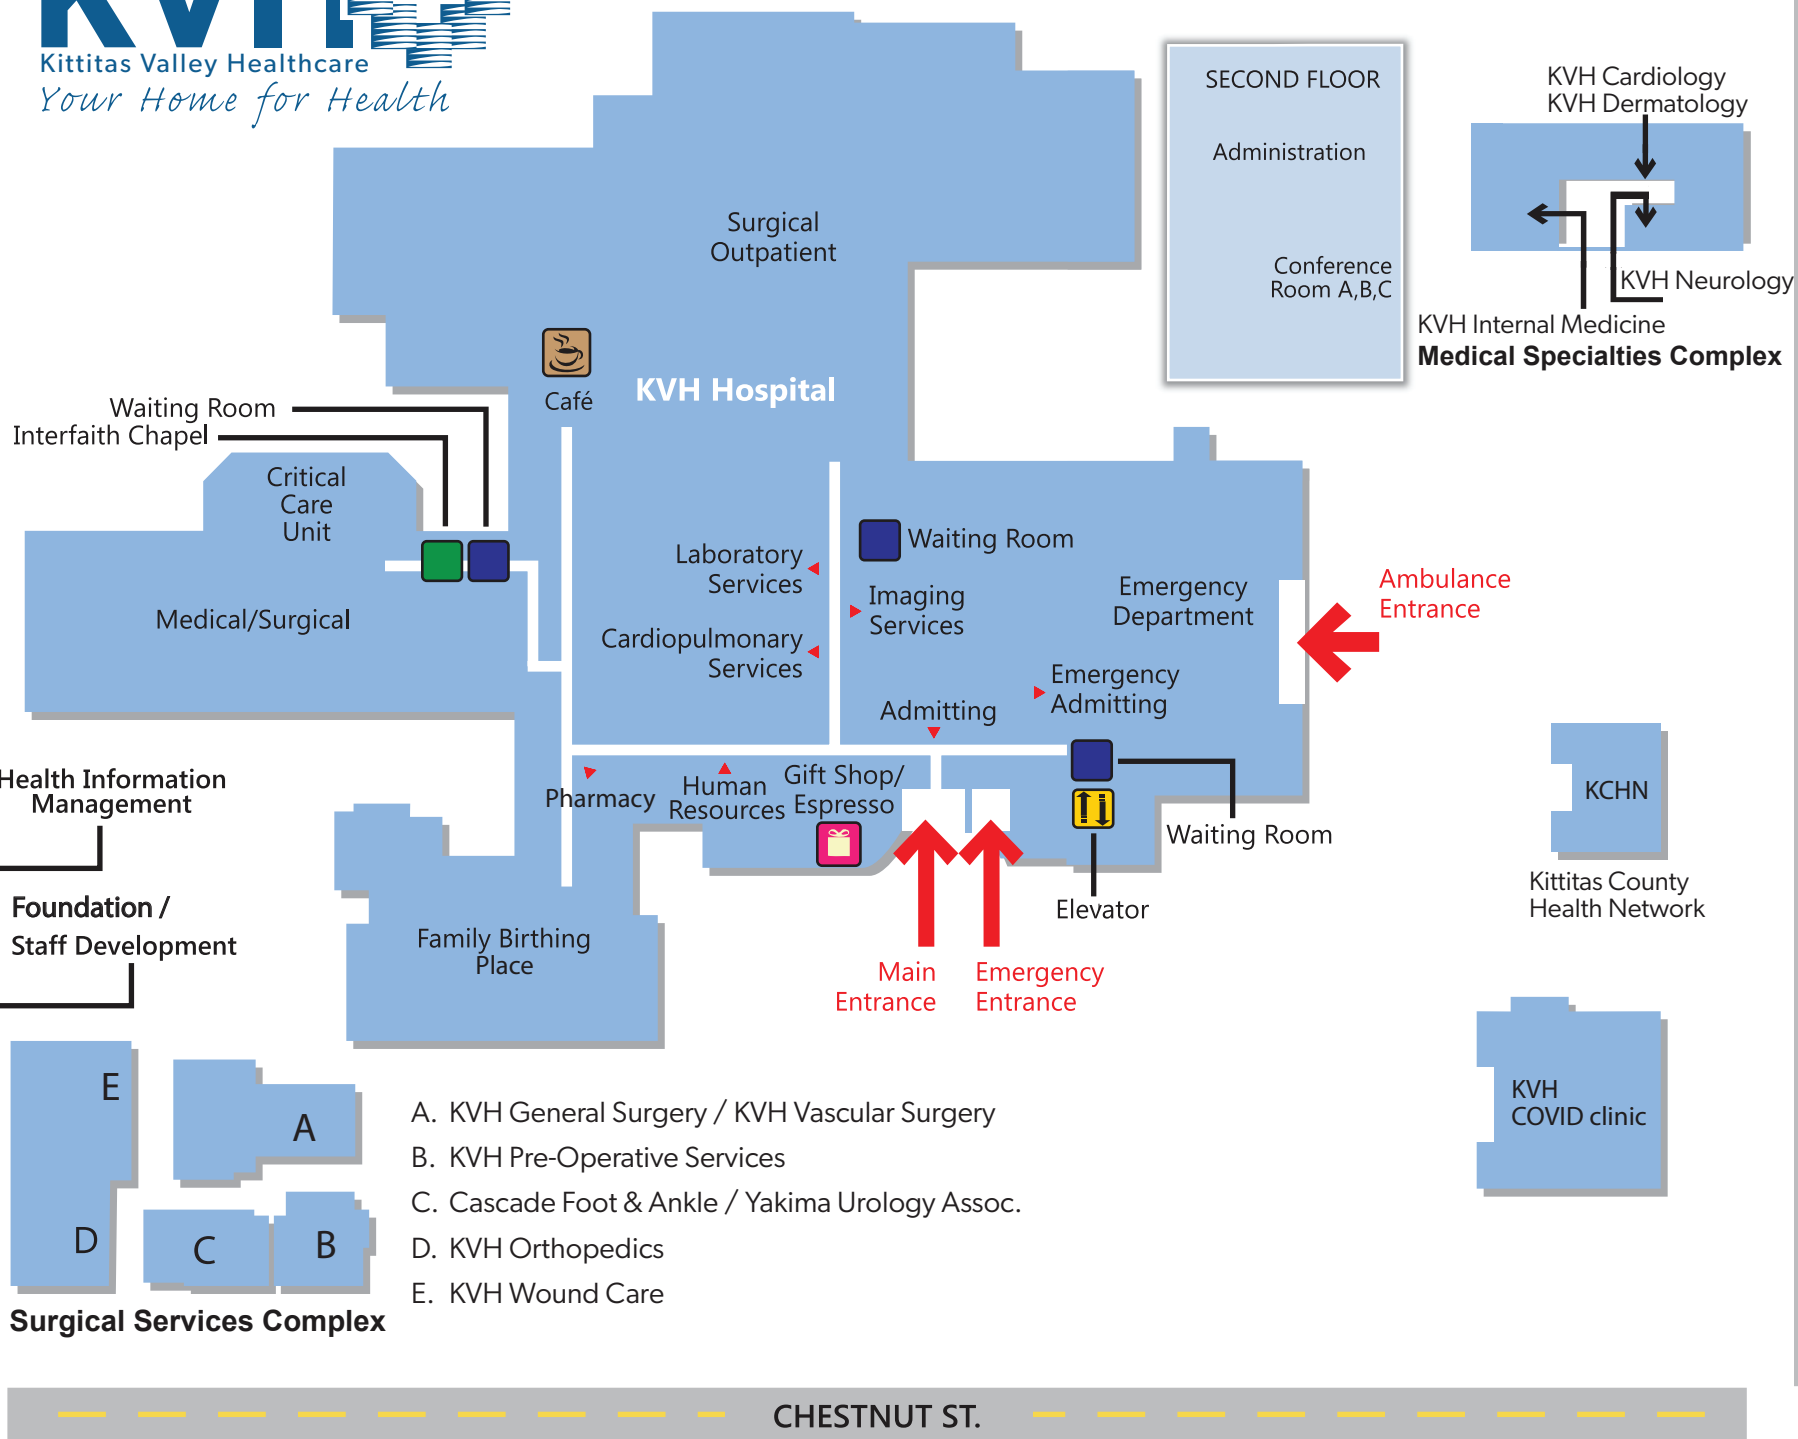 KVH
Kittitas Valley Healthcare
Your Home for Health
SECOND FLOOR
Administration
Conference
Room A,B,C
KVH Cardiology
KVH Dermatology
KVH Neurology
KVH Internal Medicine
Medical Specialties Complex
Surgical
Outpatient
Café
KVH Hospital
Waiting Room
Interfaith Chapel
Critical
Care
Unit
Medical/Surgical
Laboratory
Services
Waiting Room
Imaging
Services
Cardiopulmonary
Services
Emergency
Department
Ambulance
Entrance
Emergency
Admitting
Admitting
Health Information
Management
Pharmacy
Human
Resources
Gift Shop/
Espresso
Waiting Room
Elevator
KCHN
Kittitas County
Health Network
Foundation /
Staff Development
Family Birthing
Place
Main
Entrance
Emergency
Entrance
KVH
COVID clinic
E
A
D
C
B
Surgical Services Complex
A. KVH General Surgery / KVH Vascular Surgery
B. KVH Pre-Operative Services
C. Cascade Foot & Ankle / Yakima Urology Assoc.
D. KVH Orthopedics
E. KVH Wound Care
CHESTNUT ST.